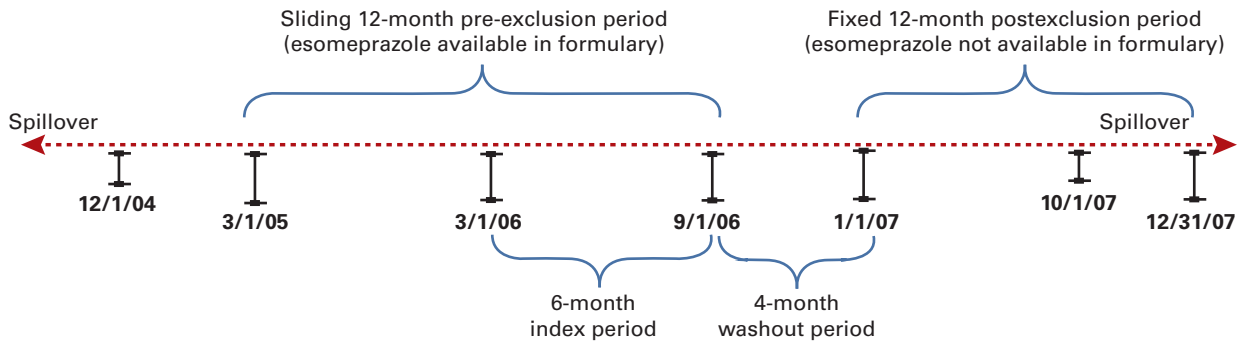 Sliding 12-month pre-exclusion period
(esomeprazole available in formulary)
Fixed 12-month postexclusion period
(esomeprazole not available in formulary)
Spillover
Spillover
12/1/04
3/1/05
3/1/06
9/1/06
1/1/07
10/1/07
12/31/07
6-month
index period
4-month
washout period